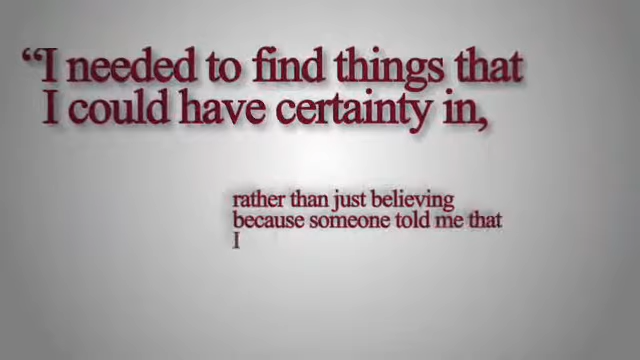 “I needed to find things that
I could have certainty in,
rather than just believing
because someone told me that
I